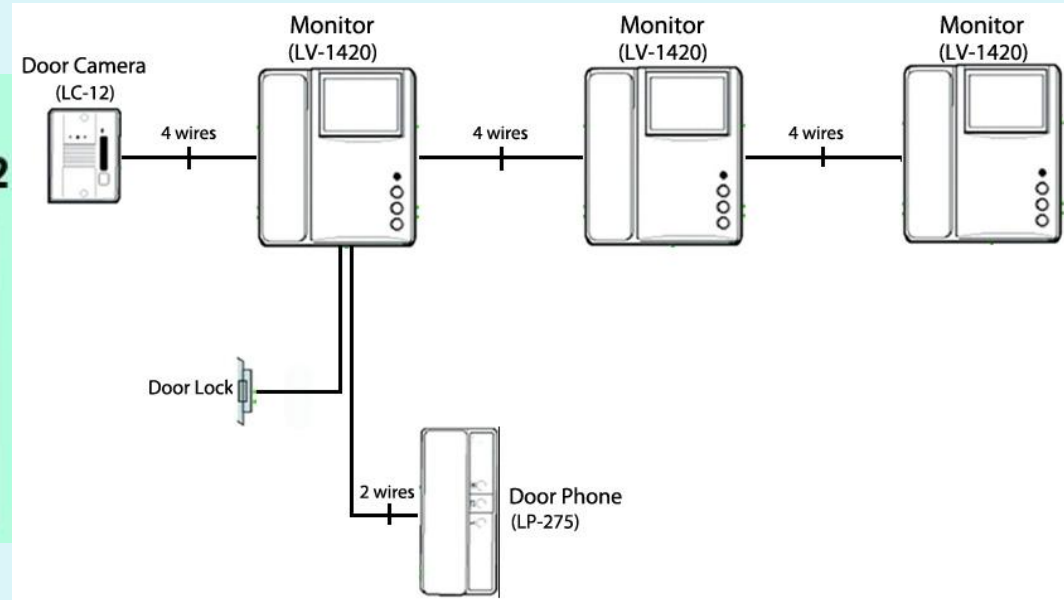 Monitor
(LV-1420)
Monitor
(LV-1420)
Monitor
(LV-1420)
Door Camera
(LC-12)
4 wires
4 wires
4 wires
2
Door Lock
2 wires
Door Phone
(LP-275)